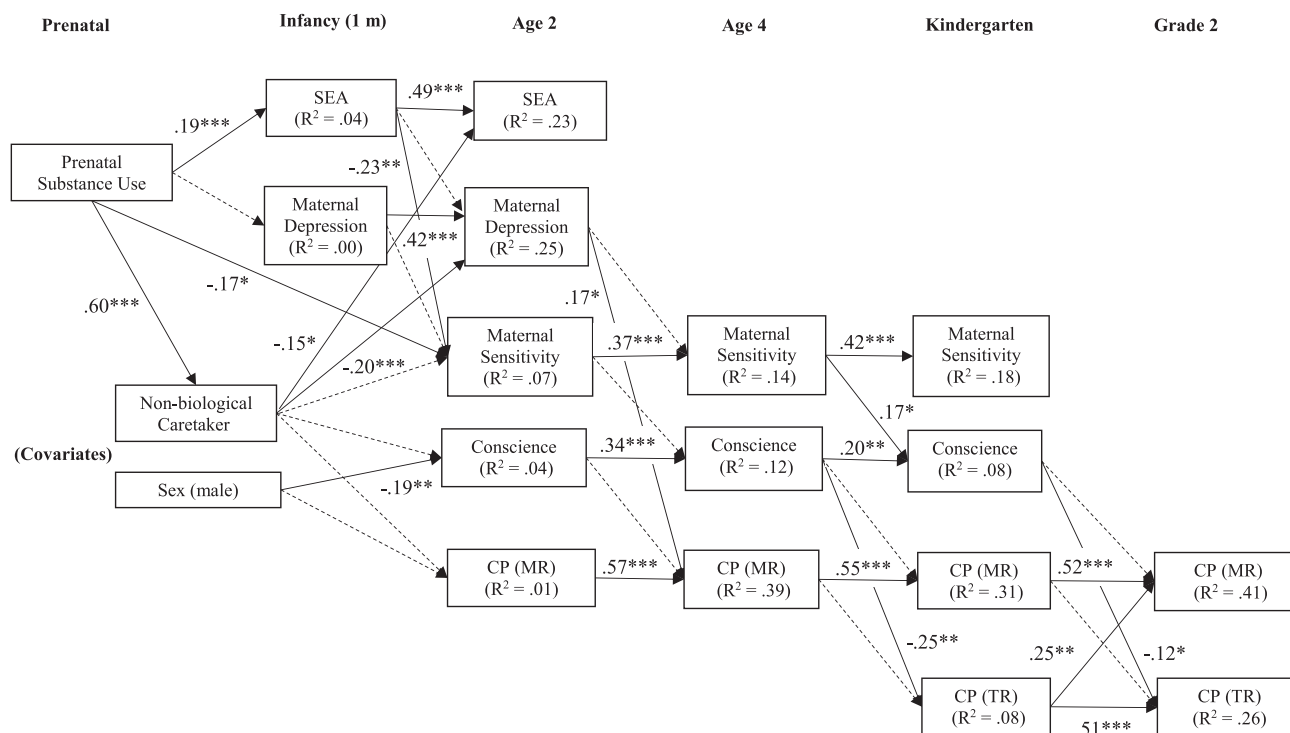 Prenatal
Infancy (1 m)
Age 2
Age 4
Kindergarten
Grade 2
SEA
(R² = .04)
.49***
SEA
(R² = .23)
.19***
Prenatal
Substance Use
-.23**
Maternal
Depression
(R² = .00)
Maternal
Depression
(R² = .25)
.42***
-.17*
.60***
.17*
-.15*
-.20***
Maternal
Sensitivity
(R² = .07)
.37***
Maternal
Sensitivity
(R² = .14)
.42***
Maternal
Sensitivity
(R² = .18)
Non-biological
Caretaker
.17*
(Covariates)
Conscience
(R² = .04)
.34***
Conscience
(R² = .12)
.20**
Conscience
(R² = .08)
Sex (male)
-.19**
CP (MR)
(R² = .01)
.57***
CP (MR)
(R² = .39)
.55***
CP (MR)
(R² = .31)
.52***
CP (MR)
(R² = .41)
-.25**
.25**
-.12*
CP (TR)
(R² = .08)
.51***
CP (TR)
(R² = .26)